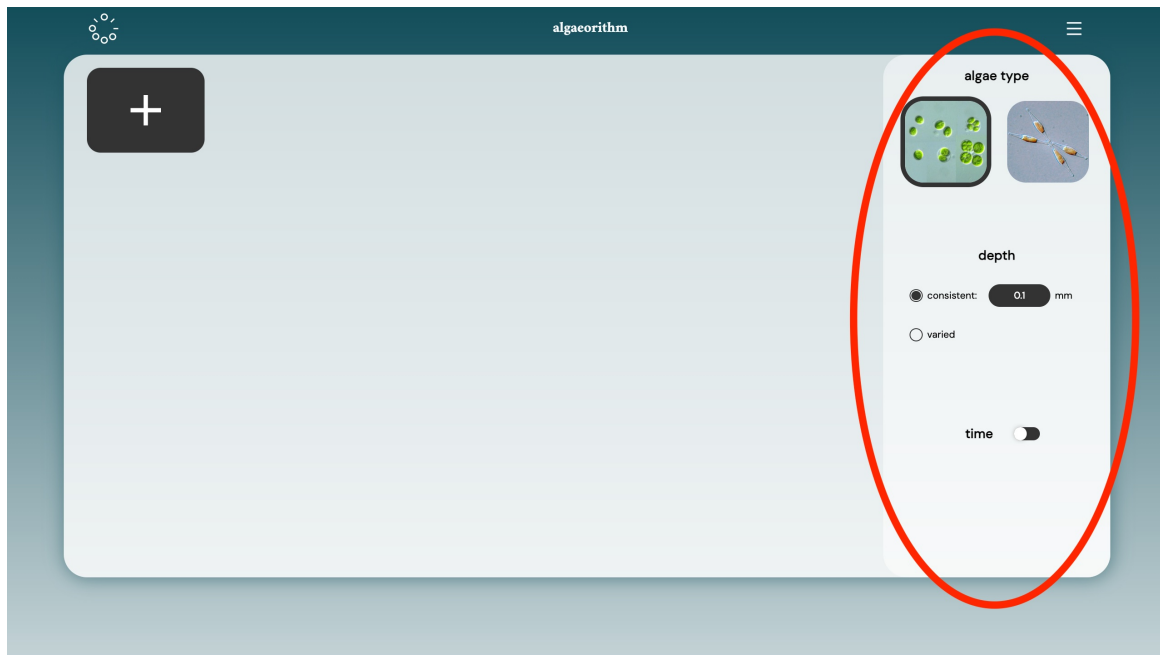 algaeorithm
algae type
depth
consistent: 0.1 mm
varied
time